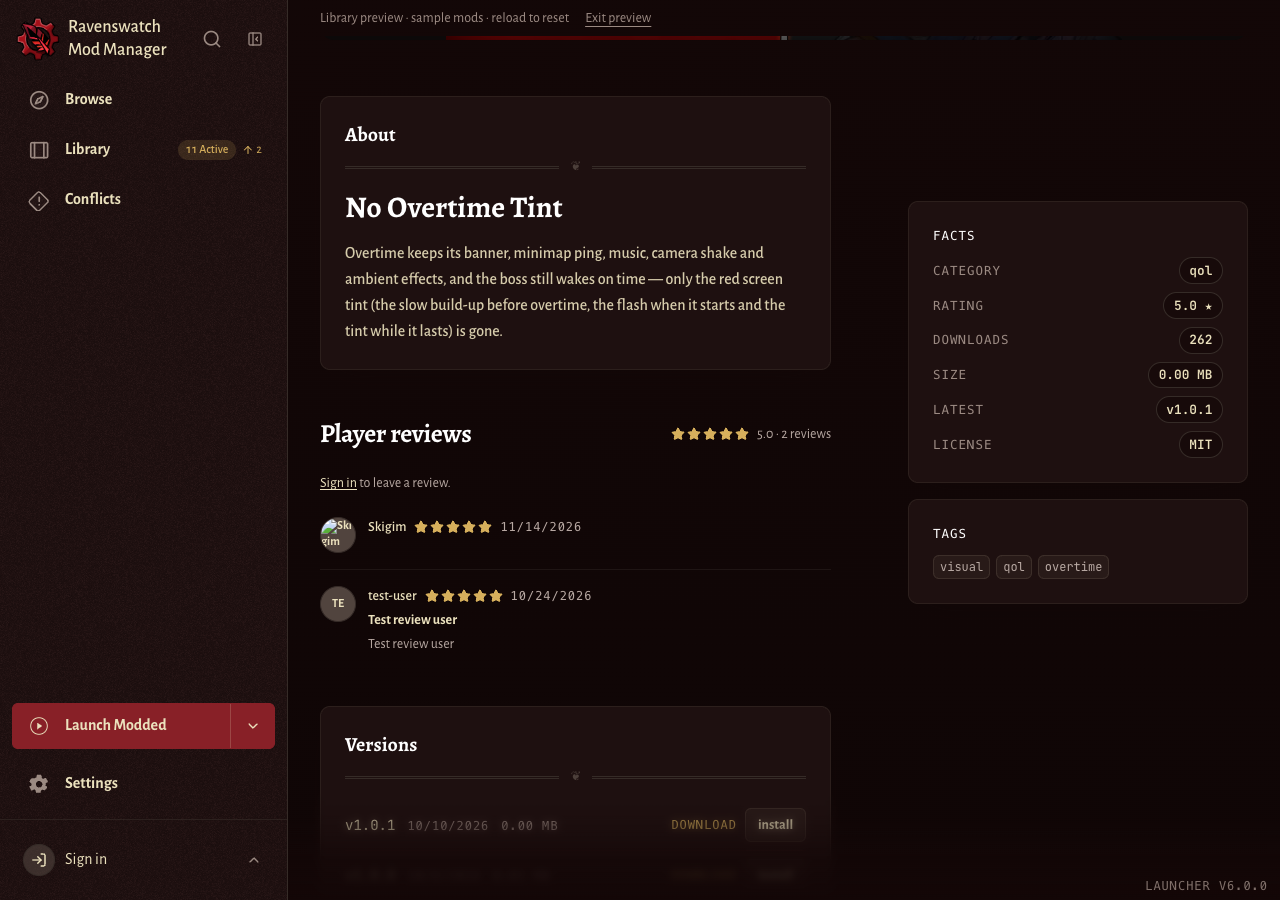 Ravenswatch
Mod Manager
Browse
Library
11 Active
2
Conflicts
Launch Modded
Settings
Sign in
Library preview · sample mods · reload to reset
Exit preview
About
No Overtime Tint
Overtime keeps its banner, minimap ping, music, camera shake and
ambient effects, and the boss still wakes on time — only the red screen
tint (the slow build-up before overtime, the flash when it starts and the
tint while it lasts) is gone.
Player reviews
5.0 · 2 reviews
Sign in to leave a review.
Skigim
Skigim 11/14/2026
TE
test-user 10/24/2026
Test review user
Test review user
Versions
v1.0.1 10/10/2026 0.00 MB DOWNLOAD install
FACTS
CATEGORY qol
RATING 5.0 ★
DOWNLOADS 262
SIZE 0.00 MB
LATEST v1.0.1
LICENSE MIT
TAGS
visual qol overtime
LAUNCHER V6.0.0